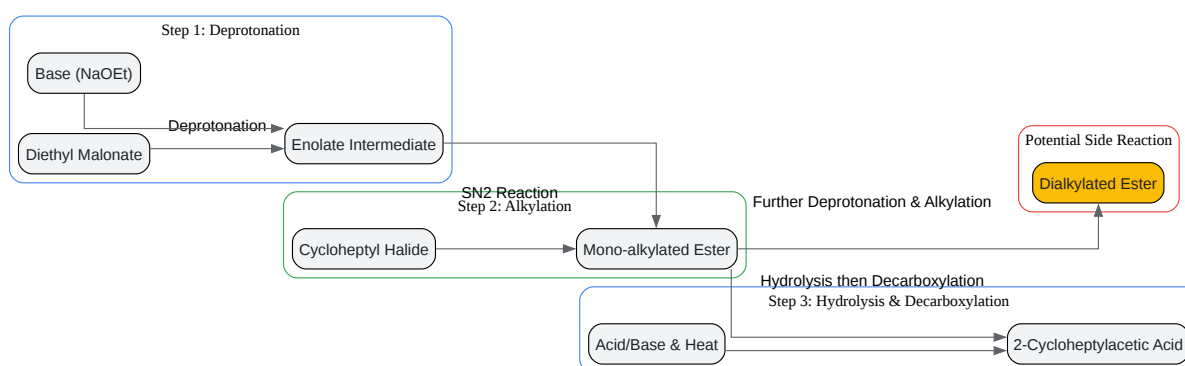 Step 1: Deprotonation
Base (NaOEt)
Deprotonation
Diethyl Malonate
Enolate Intermediate
Potential Side Reaction
Dialkylated Ester
SN2 Reaction
Step 2: Alkylation
Further Deprotonation & Alkylation
Cycloheptyl Halide
Mono-alkylated Ester
Hydrolysis then Decarboxylation
Step 3: Hydrolysis & Decarboxylation
Acid/Base & Heat
2-Cycloheptylacetic Acid